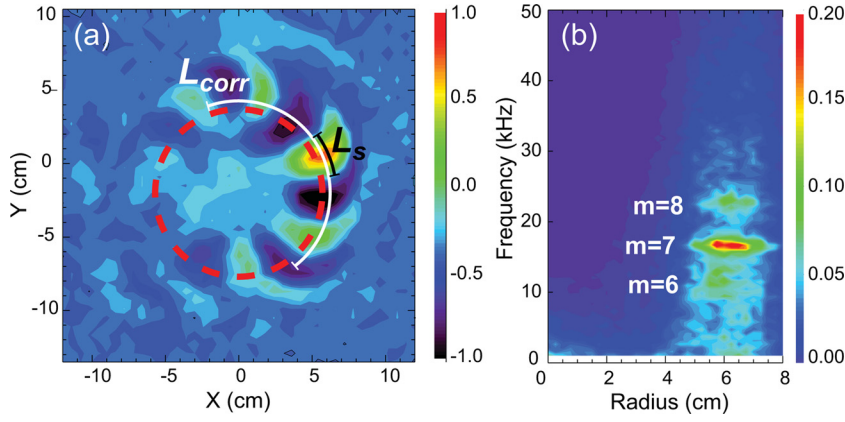 (a)
L_corr
L_s
10
5
0
-5
-10
Y (cm)
-10
-5
0
5
10
X (cm)
1.0
0.5
0.0
-0.5
-1.0
(b)
m=8
m=7
m=6
50
40
30
20
10
0
Frequency (kHz)
0
2
4
6
8
Radius (cm)
0.20
0.15
0.10
0.05
0.00